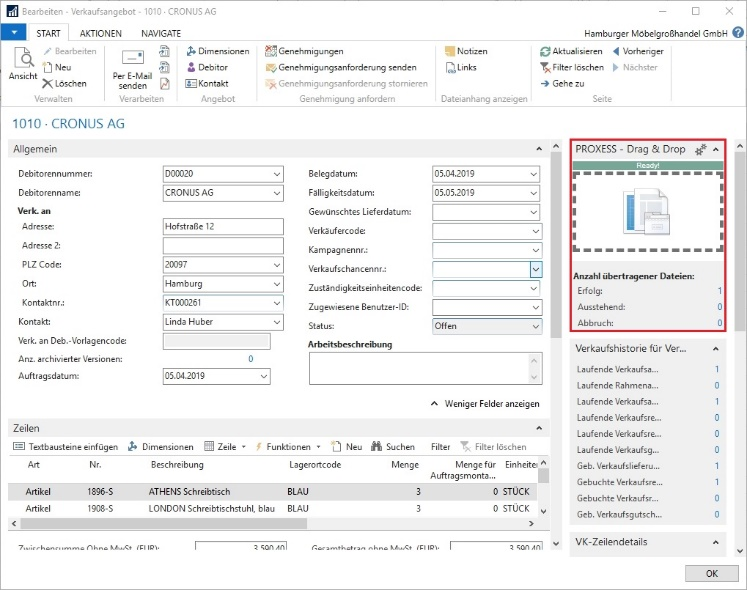 Bearbeiten - Verkaufsangebot - 1010 · CRONUS AG
START AKTIONEN NAVIGATE Hamburger Möbelgroßhandel GmbH
Ansicht
Bearbeiten
Neu
Löschen
Verwalten
Per E-Mail
senden
Verarbeiten
Dimensionen
Debitor
Kontakt
Angebot
Genehmigungen
Genehmigungsanforderung senden
Genehmigungsanforderung stornieren
Genehmigung anfordern
Notizen
Links
Dateianhang anzeigen
Aktualisieren
Filter löschen
Gehe zu
Vorheriger
Nächster
Seite
1010 · CRONUS AG
Allgemein
Debitorennummer: D00020
Debitorenname: CRONUS AG
Verk. an
Adresse: Hofstraße 12
Adresse 2:
PLZ Code: 20097
Ort: Hamburg
Kontaktnr.: KT000261
Kontakt: Linda Huber
Verk. an Deb.-Vorlagencode:
Anz. archivierter Versionen: 0
Auftragsdatum: 05.04.2019
Belegdatum: 05.04.2019
Fälligkeitsdatum: 05.05.2019
Gewünschtes Lieferdatum:
Verkäufercode:
Kampagnennr.:
Verkaufschancennr.:
Zuständigkeitseinheitencode:
Zugewiesene Benutzer-ID:
Status: Offen
Arbeitsbeschreibung
Weniger Felder anzeigen
Zeilen
Textbausteine einfügen Dimensionen Zeile Funktionen Neu Suchen Filter Filter löschen
Art Nr. Beschreibung Lagerortcode Menge Menge für Einheite
Auftragsmonta...
Artikel 1896-S ATHENS Schreibtisch BLAU 3 0 STÜCK
Artikel 1908-S LONDON Schreibtischstuhl, blau BLAU 3 0 STÜCK
Zwischensumme Ohne MwSt. (EUR): 3.590,40 Gesamtbetrag ohne MwSt. (EUR): 3.590,40
PROXESS - Drag & Drop
Ready!
Anzahl übertragener Dateien:
Erfolg: 1
Ausstehend: 0
Abbruch: 0
Verkaufshistorie für Ver...
Laufende Verkaufsa... 1
Laufende Rahmena... 0
Laufende Verkaufsa... 1
Laufende Verkaufsre... 0
Laufende Verkaufsre... 0
Laufende Verkaufsg... 0
Geb. Verkaufslieferu... 1
Gebuchte Verkaufsre... 1
Gebuchte Verkaufsr... 0
Geb. Verkaufsgutsch... 0
VK-Zeilendetails
OK